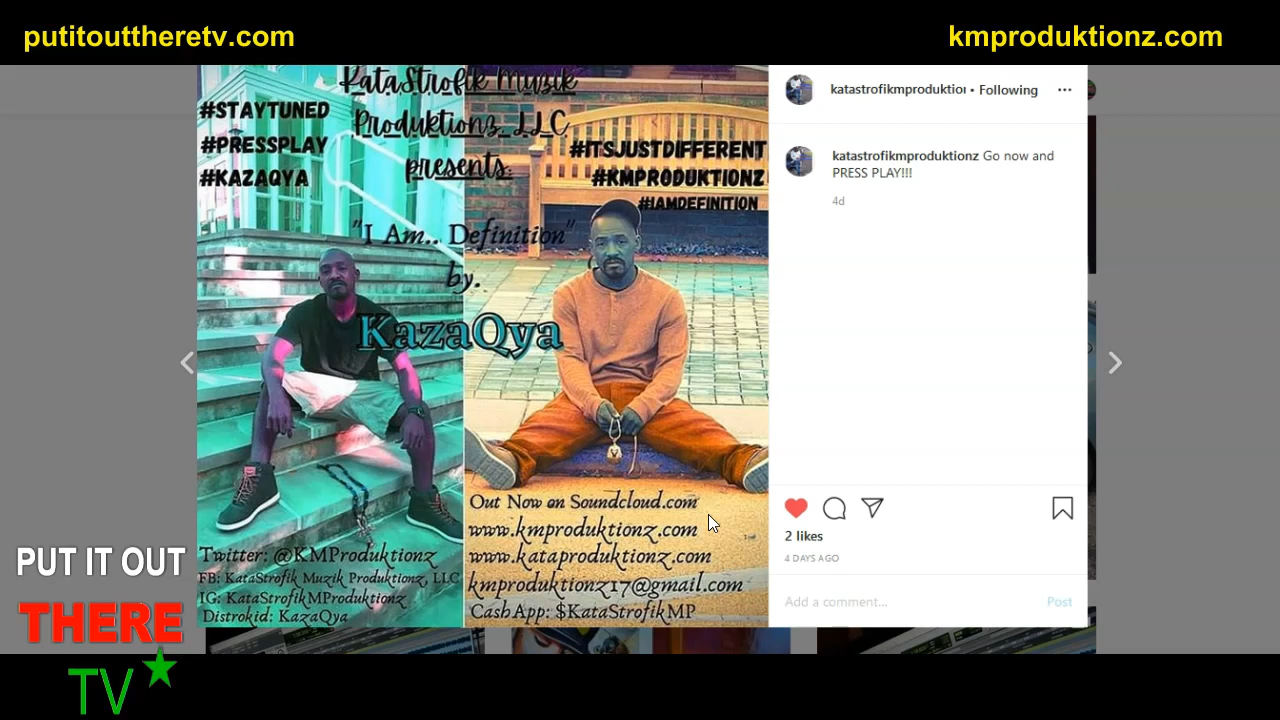 putitouttheretv.com
kmproduktionz.com
KataStrofik Muzik
Produktionz, LLC
presents:
#STAYTUNED
#PRESSPLAY
#KAZAQYA
#ITSJUSTDIFFERENT
#KMPRODUKTIONZ
#IAMDEFINITION
"I Am.. Definition"
by.
KazaQya
Out Now on Soundcloud.com
www.kmproduktionz.com
www.kataproduktionz.com
kmproduktionz17@gmail.com
CashApp: $KataStrofikMP
Twitter: @KMProduktionz
FB: KataStrofik Muzik Produktionz, LLC
IG: KataStrofikMProduktionz
Distrokid: KazaQya
katastrofikmproduktion • Following
katastrofikmproduktionz Go now and
PRESS PLAY!!!
4d
2 likes
4 DAYS AGO
Add a comment...
Post
PUT IT OUT
THERE
TV